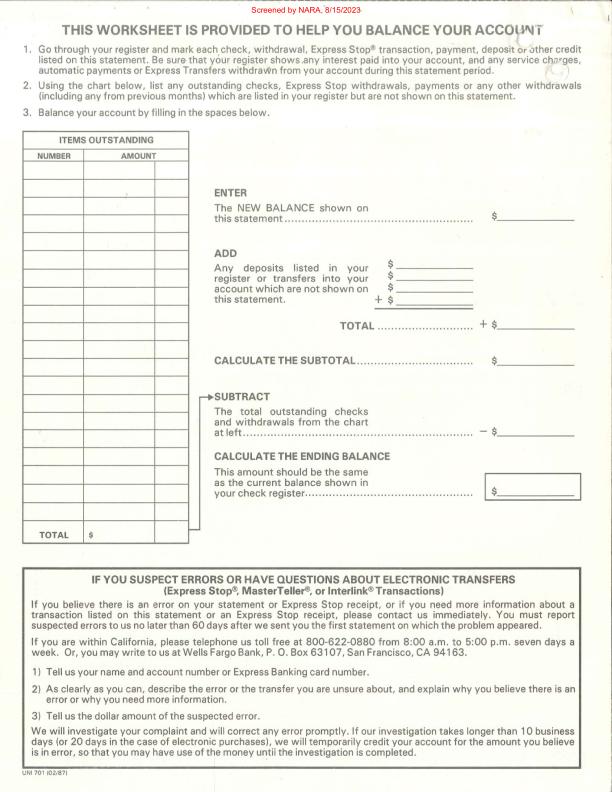 Screened by NARA, 8/15/2023
THIS WORKSHEET IS PROVIDED TO HELP YOU BALANCE YOUR ACCOUNT
1. Go through your register and mark each check, withdrawal, Express Stop® transaction, payment, deposit or other credit
listed on this statement. Be sure that your register shows any interest paid into your account, and any service charges,
automatic payments or Express Transfers withdrawn from your account during this statement period.
2. Using the chart below, list any outstanding checks, Express Stop withdrawals, payments or any other withdrawals
(including any from previous months) which are listed in your register but are not shown on this statement.
3. Balance your account by filling in the spaces below.
ITEMS OUTSTANDING
NUMBER AMOUNT
TOTAL $
ENTER
The NEW BALANCE shown on
this statement.......... $
ADD
Any deposits listed in your $
register or transfers into your $
account which are not shown on $
this statement. + $
TOTAL .......... + $
CALCULATE THE SUBTOTAL.......... $
SUBTRACT
The total outstanding checks
and withdrawals from the chart
at left.......... – $
CALCULATE THE ENDING BALANCE
This amount should be the same
as the current balance shown in
your check register.......... $
IF YOU SUSPECT ERRORS OR HAVE QUESTIONS ABOUT ELECTRONIC TRANSFERS
(Express Stop®, MasterTeller®, or Interlink® Transactions)
If you believe there is an error on your statement or Express Stop receipt, or if you need more information about a
transaction listed on this statement or an Express Stop receipt, please contact us immediately. You must report
suspected errors to us no later than 60 days after we sent you the first statement on which the problem appeared.
If you are within California, please telephone us toll free at 800-622-0880 from 8:00 a.m. to 5:00 p.m. seven days a
week. Or, you may write to us at Wells Fargo Bank, P. O. Box 63107, San Francisco, CA 94163.
1) Tell us your name and account number or Express Banking card number.
2) As clearly as you can, describe the error or the transfer you are unsure about, and explain why you believe there is an
error or why you need more information.
3) Tell us the dollar amount of the suspected error.
We will investigate your complaint and will correct any error promptly. If our investigation takes longer than 10 business
days (or 20 days in the case of electronic purchases), we will temporarily credit your account for the amount you believe
is in error, so that you may have use of the money until the investigation is completed.
UNI 701 (02/87)